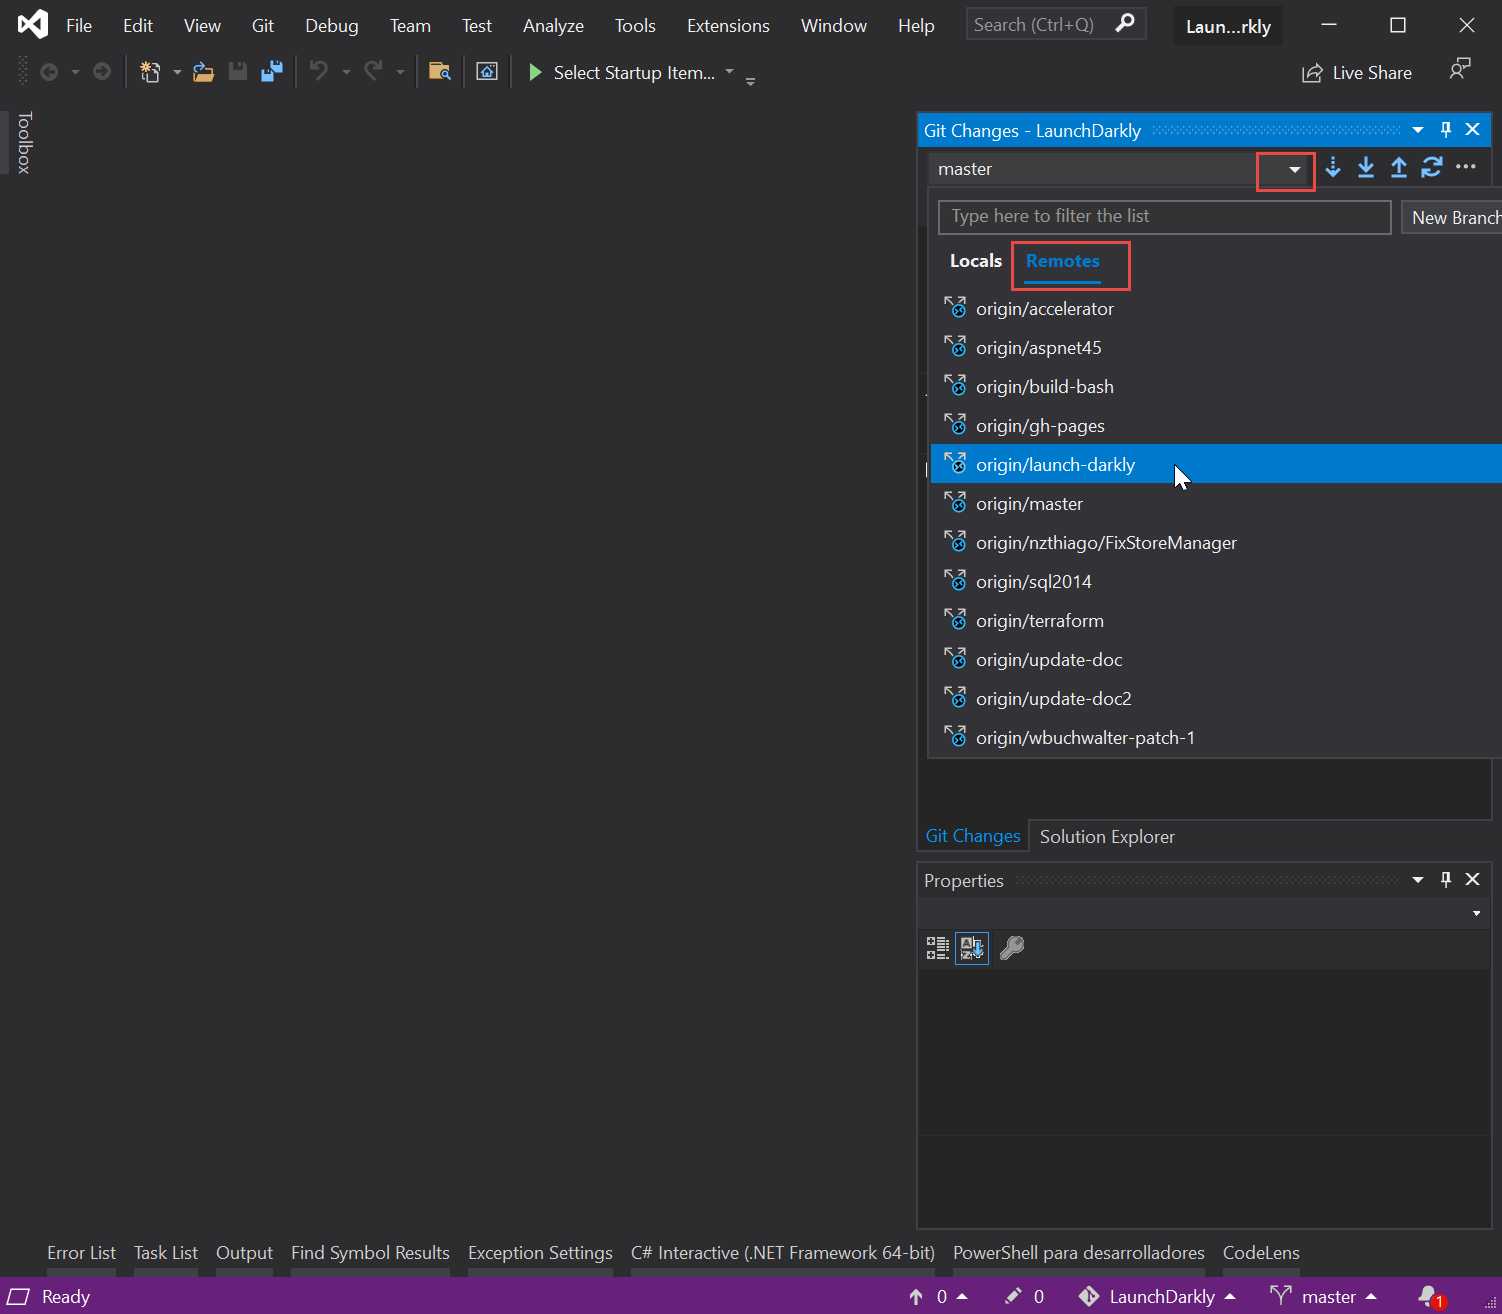 File Edit View Git Debug Team Test Analyze Tools Extensions Window Help Search (Ctrl+Q) Laun...rkly
Select Startup Item... Live Share
Toolbox
Git Changes - LaunchDarkly
master
Type here to filter the list New Branch
Locals Remotes
origin/accelerator
origin/aspnet45
origin/build-bash
origin/gh-pages
origin/launch-darkly
origin/master
origin/nzthiago/FixStoreManager
origin/sql2014
origin/terraform
origin/update-doc
origin/update-doc2
origin/wbuchwalter-patch-1
Git Changes Solution Explorer
Properties
Error List Task List Output Find Symbol Results Exception Settings C# Interactive (.NET Framework 64-bit) PowerShell para desarrolladores CodeLens
Ready 0 0 LaunchDarkly master 1